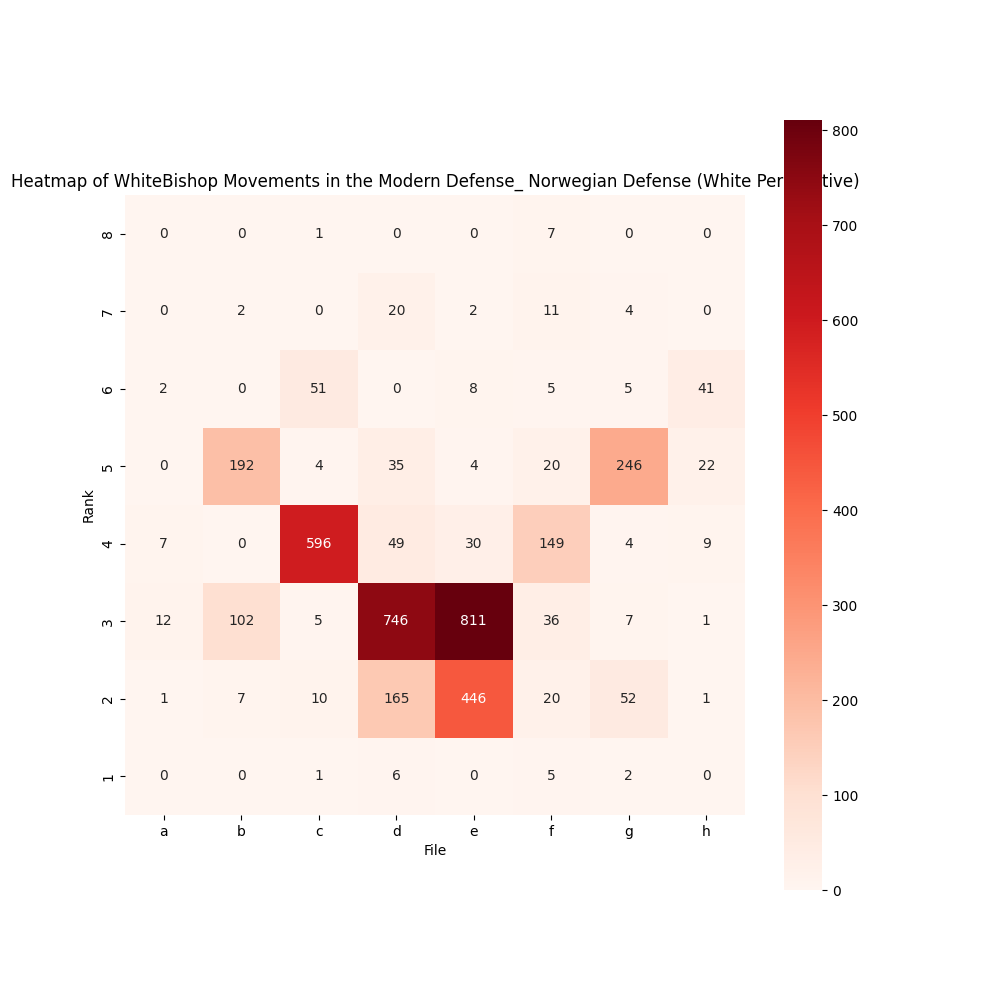 Heatmap of WhiteBishop Movements in the Modern Defense_ Norwegian Defense (White Per tive)
800
700
600
500
400
300
200
100
0
Rank
8 0 0 1 0 0 7 0 0
7 0 2 0 20 2 11 4 0
6 2 0 51 0 8 5 5 41
5 0 192 4 35 4 20 246 22
4 7 0 596 49 30 149 4 9
3 12 102 5 746 811 36 7 1
2 1 7 10 165 446 20 52 1
1 0 0 1 6 0 5 2 0
a b c d e f g h
File